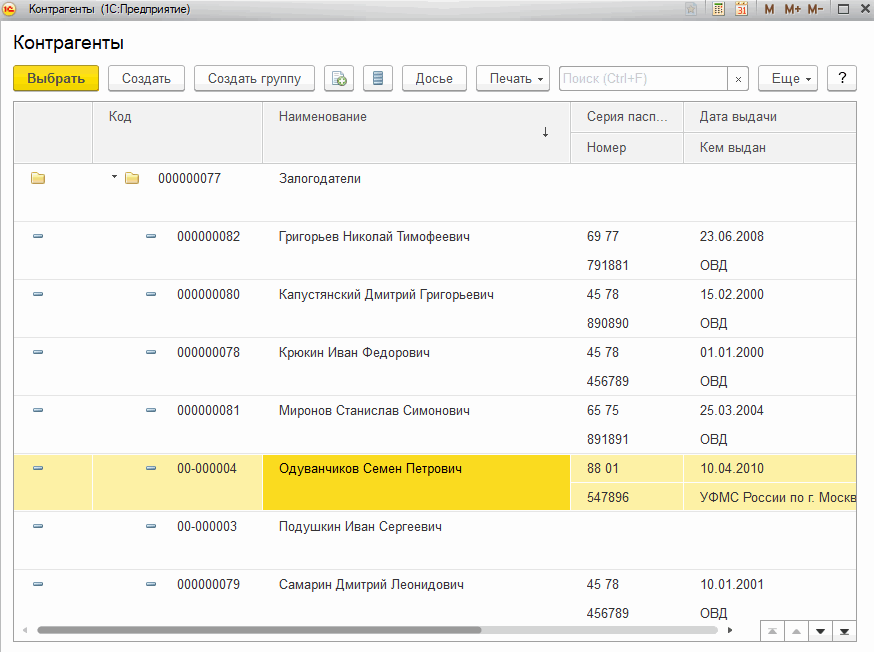 Контрагенты (1С:Предприятие)
31 M M+ M-
Контрагенты
Выбрать Создать Создать группу Досье Печать Поиск (Ctrl+F) × Еще ?
Код Наименование ↓ Серия пасп... Дата выдачи
Номер Кем выдан
000000077 Залогодатели
000000082 Григорьев Николай Тимофеевич 69 77 23.06.2008
791881 ОВД
000000080 Капустянский Дмитрий Григорьевич 45 78 15.02.2000
890890 ОВД
000000078 Крюкин Иван Федорович 45 78 01.01.2000
456789 ОВД
000000081 Миронов Станислав Симонович 65 75 25.03.2004
891891 ОВД
00-000004 Одуванчиков Семен Петрович 88 01 10.04.2010
547896 УФМС России по г. Москв
00-000003 Подушкин Иван Сергеевич
000000079 Самарин Дмитрий Леонидович 45 78 10.01.2001
456789 ОВД